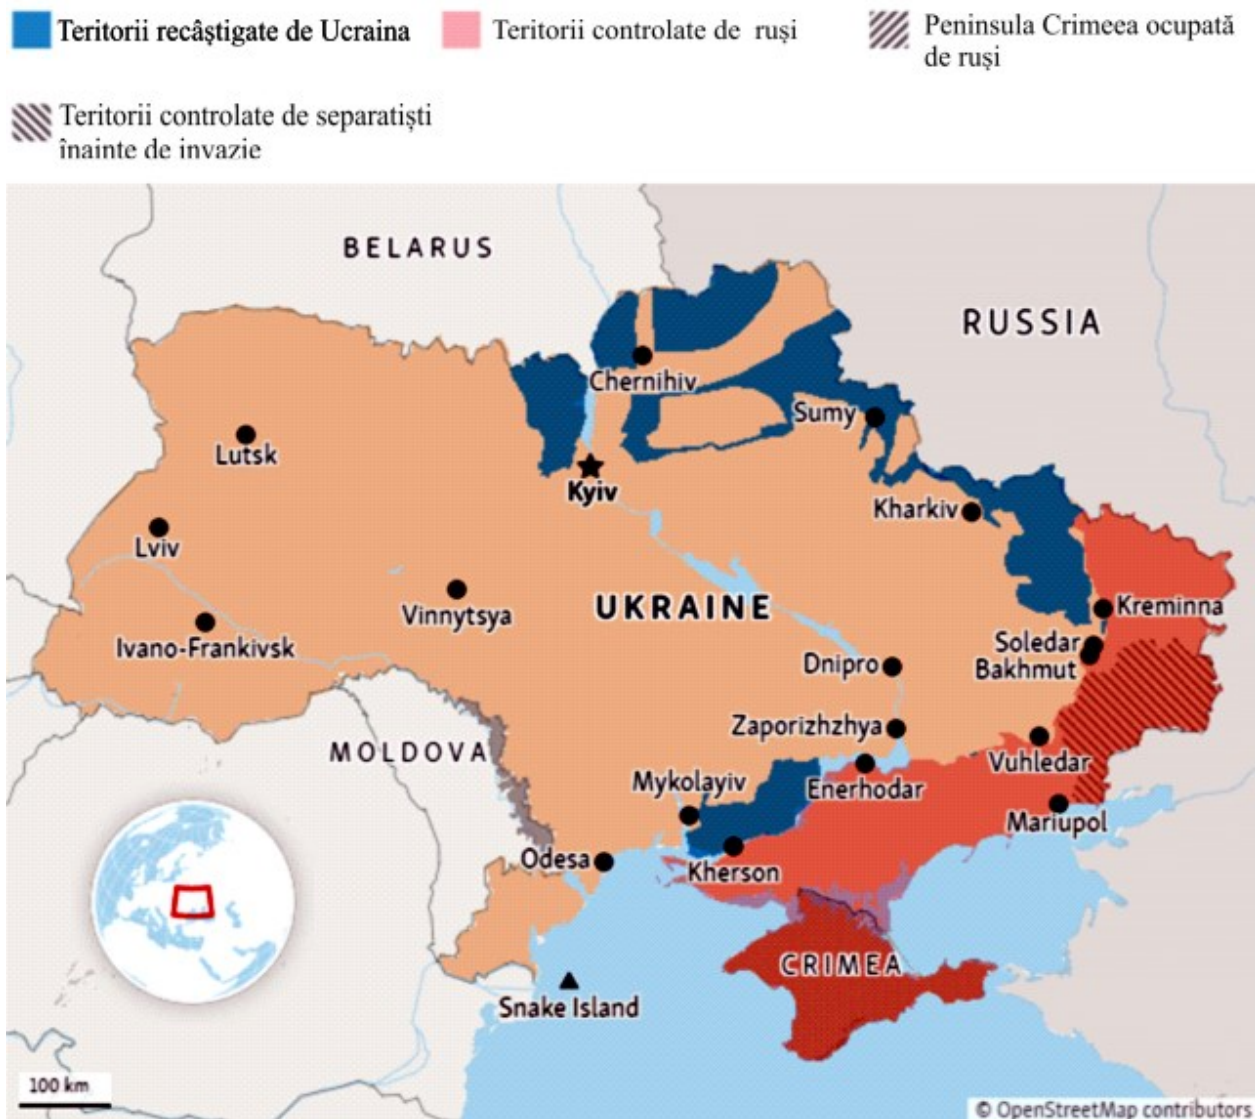 Teritorii recâștigate de Ucraina
Teritorii controlate de ruși
Peninsula Crimeea ocupată
de ruși
Teritorii controlate de separatiști
înainte de invazie
BELARUS
RUSSIA
Chernihiv
Sumy
Lutsk
Kyiv
Kharkiv
Lviv
Vinnytsya
UKRAINE
Kreminna
Ivano-Frankivsk
Soledar
Bakhmut
Dnipro
Zaporizhzhya
MOLDOVA
Vuhledar
Mykolayiv
Enerhodar
Mariupol
Odesa
Kherson
CRIMEA
Snake Island
100 km
© OpenStreetMap contributors